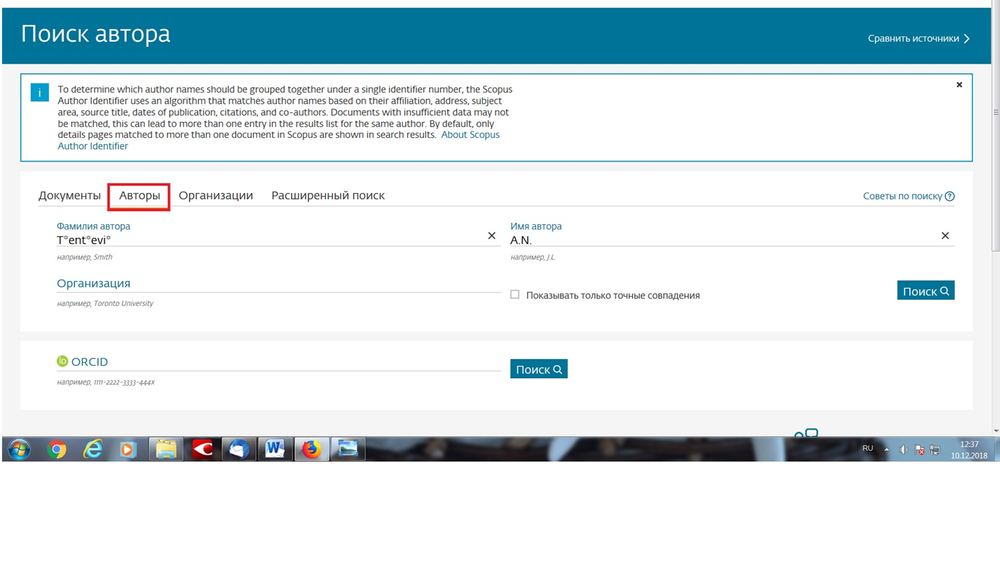 Поиск автора
Сравнить источники
i
To determine which author names should be grouped together under a single identifier number, the Scopus
Author Identifier uses an algorithm that matches author names based on their affiliation, address, subject
area, source title, dates of publication, citations, and co-authors. Documents with insufficient data may not
be matched, this can lead to more than one entry in the results list for the same author. By default, only
details pages matched to more than one document in Scopus are shown in search results. About Scopus
Author Identifier
Документы Авторы Организации Расширенный поиск
Советы по поиску ?
Фамилия автора
T*ent*evi*
например, Smith
Имя автора
A.N.
например, J.L.
Организация
например, Toronto University
Показывать только точные совпадения
Поиск
iD ORCID
например, 1111-2222-3333-444x
Поиск
RU
12:37
10.12.2018